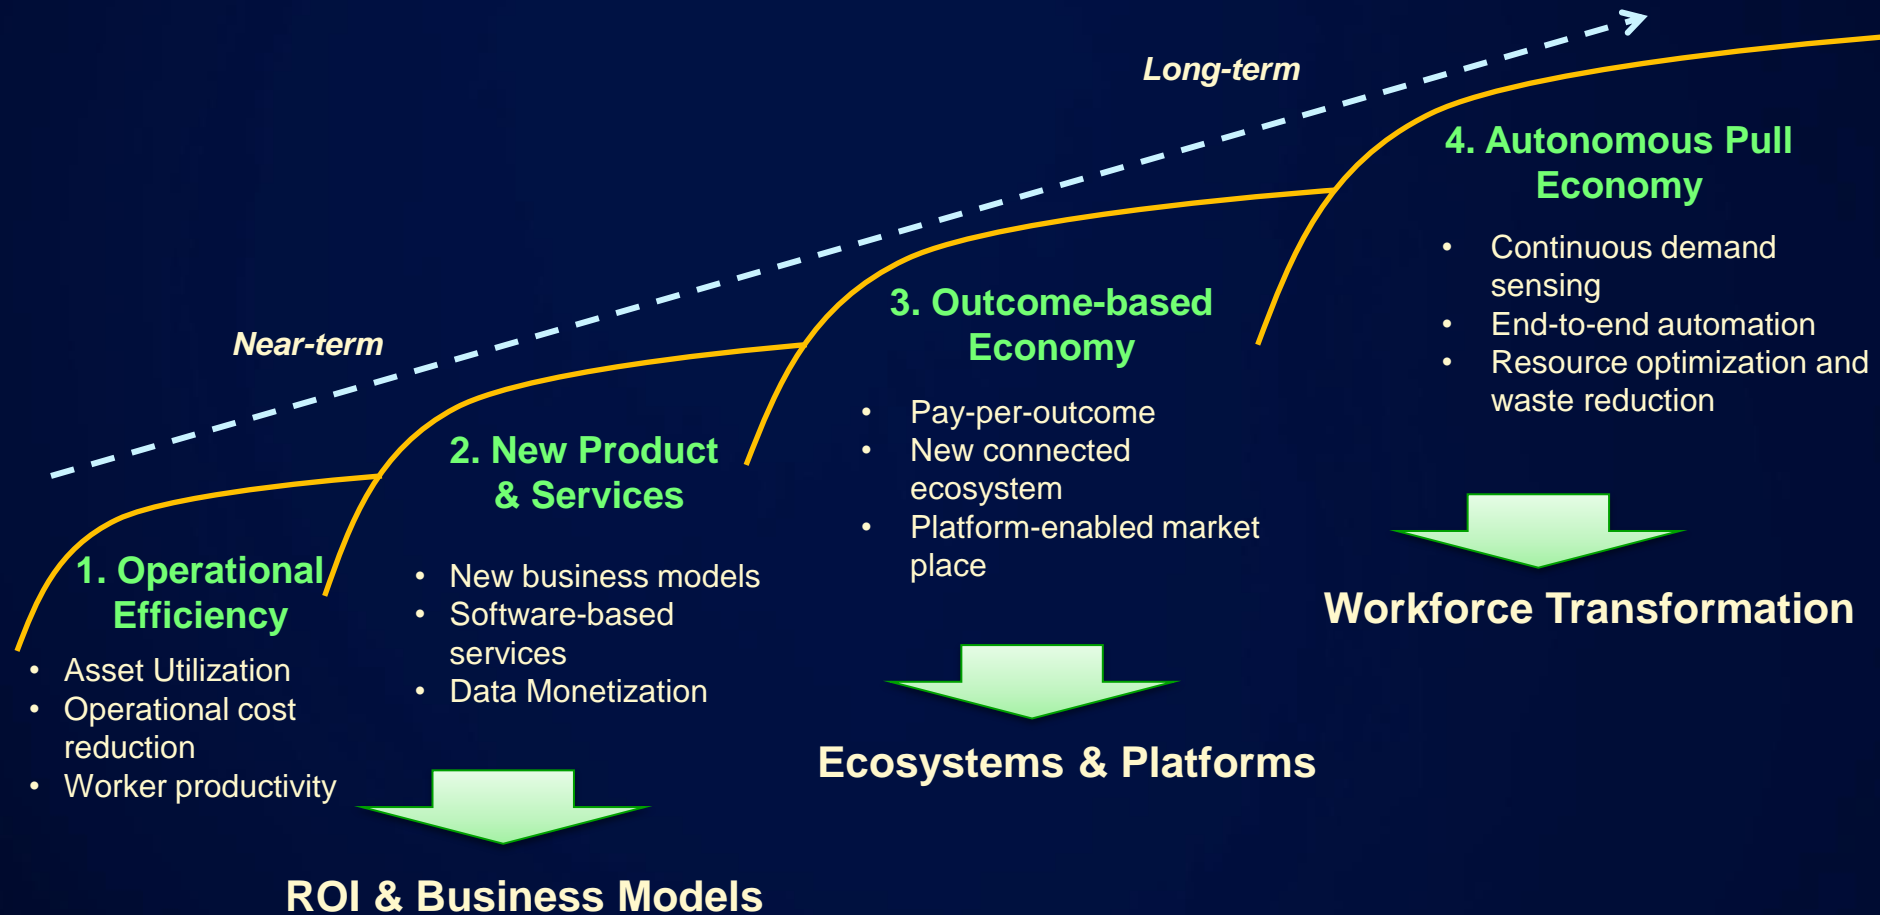 Long-term
Near-term
1. Operational
Efficiency
• Asset Utilization
• Operational cost
reduction
• Worker productivity
2. New Product
& Services
• New business models
• Software-based
services
• Data Monetization
ROI & Business Models
3. Outcome-based
Economy
• Pay-per-outcome
• New connected
ecosystem
• Platform-enabled market
place
Ecosystems & Platforms
4. Autonomous Pull
Economy
• Continuous demand
sensing
• End-to-end automation
• Resource optimization and
waste reduction
Workforce Transformation